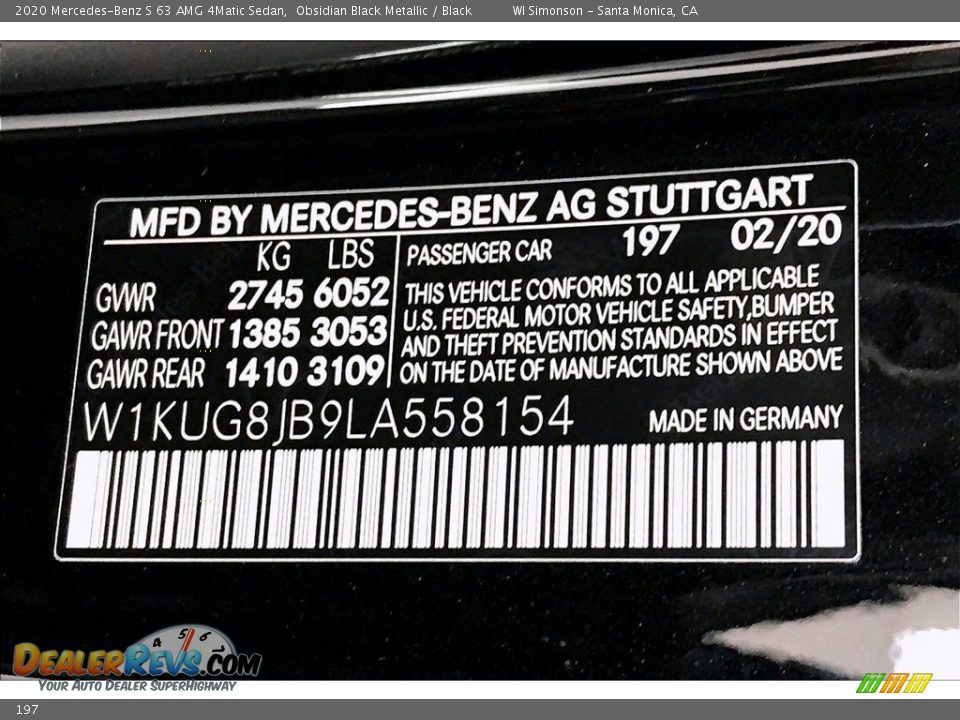 2020 Mercedes-Benz S 63 AMG 4Matic Sedan, Obsidian Black Metallic / Black WI Simonson - Santa Monica, CA
MFD BY MERCEDES-BENZ AG STUTTGART
KG LBS
GVWR 2745 6052
GAWR FRONT 1385 3053
GAWR REAR 1410 3109
PASSENGER CAR 197 02/20
THIS VEHICLE CONFORMS TO ALL APPLICABLE
U.S. FEDERAL MOTOR VEHICLE SAFETY,BUMPER
AND THEFT PREVENTION STANDARDS IN EFFECT
ON THE DATE OF MANUFACTURE SHOWN ABOVE
W1KUG8JB9LA558154 MADE IN GERMANY
4 5 6
DEALERREVS.COM
YOUR AUTO DEALER SUPERHIGHWAY
197